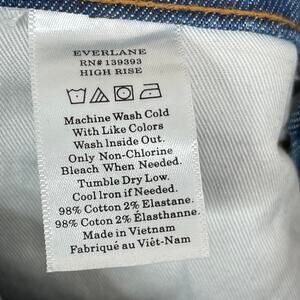 EVERLANE
RN# 139393
HIGH RISE
Machine Wash Cold
With Like Colors
Wash Inside Out.
Only Non-Chlorine
Bleach When Needed.
Tumble Dry Low.
Cool Iron if Needed.
98% Cotton 2% Elastane.
98% Coton 2% Élasthanne.
Made in Vietnam
Fabriqué au Viêt-Nam